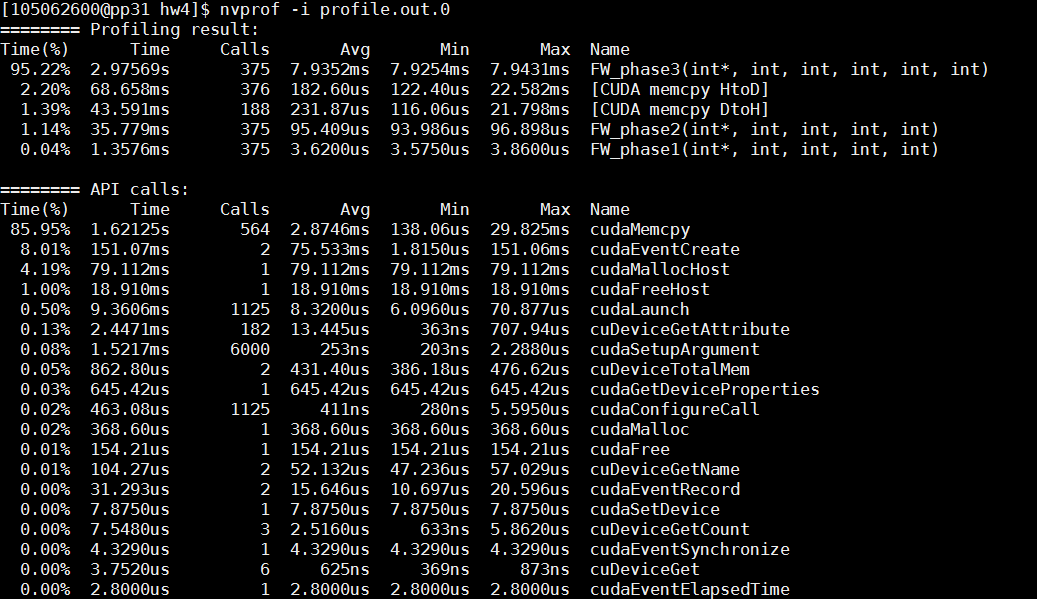 [105062600@pp31 hw4]$ nvprof -i profile.out.0
======== Profiling result:
Time(%)      Time     Calls       Avg       Min       Max  Name
 95.22%  2.97569s       375  7.9352ms  7.9254ms  7.9431ms  FW_phase3(int*, int, int, int, int, int)
  2.20%  68.658ms       376  182.60us  122.40us  22.582ms  [CUDA memcpy HtoD]
  1.39%  43.591ms       188  231.87us  116.06us  21.798ms  [CUDA memcpy DtoH]
  1.14%  35.779ms       375  95.409us  93.986us  96.898us  FW_phase2(int*, int, int, int, int)
  0.04%  1.3576ms       375  3.6200us  3.5750us  3.8600us  FW_phase1(int*, int, int, int, int)
======== API calls:
Time(%)      Time     Calls       Avg       Min       Max  Name
 85.95%  1.62125s       564  2.8746ms  138.06us  29.825ms  cudaMemcpy
  8.01%  151.07ms         2  75.533ms  1.8150us  151.06ms  cudaEventCreate
  4.19%  79.112ms         1  79.112ms  79.112ms  79.112ms  cudaMallocHost
  1.00%  18.910ms         1  18.910ms  18.910ms  18.910ms  cudaFreeHost
  0.50%  9.3606ms      1125  8.3200us  6.0960us  70.877us  cudaLaunch
  0.13%  2.4471ms       182  13.445us     363ns  707.94us  cuDeviceGetAttribute
  0.08%  1.5217ms      6000     253ns     203ns  2.2880us  cudaSetupArgument
  0.05%  862.80us         2  431.40us  386.18us  476.62us  cuDeviceTotalMem
  0.03%  645.42us         1  645.42us  645.42us  645.42us  cudaGetDeviceProperties
  0.02%  463.08us      1125     411ns     280ns  5.5950us  cudaConfigureCall
  0.02%  368.60us         1  368.60us  368.60us  368.60us  cudaMalloc
  0.01%  154.21us         1  154.21us  154.21us  154.21us  cudaFree
  0.01%  104.27us         2  52.132us  47.236us  57.029us  cuDeviceGetName
  0.00%  31.293us         2  15.646us  10.697us  20.596us  cudaEventRecord
  0.00%  7.8750us         1  7.8750us  7.8750us  7.8750us  cudaSetDevice
  0.00%  7.5480us         3  2.5160us     633ns  5.8620us  cuDeviceGetCount
  0.00%  4.3290us         1  4.3290us  4.3290us  4.3290us  cudaEventSynchronize
  0.00%  3.7520us         6     625ns     369ns     873ns  cuDeviceGet
  0.00%  2.8000us         1  2.8000us  2.8000us  2.8000us  cudaEventElapsedTime